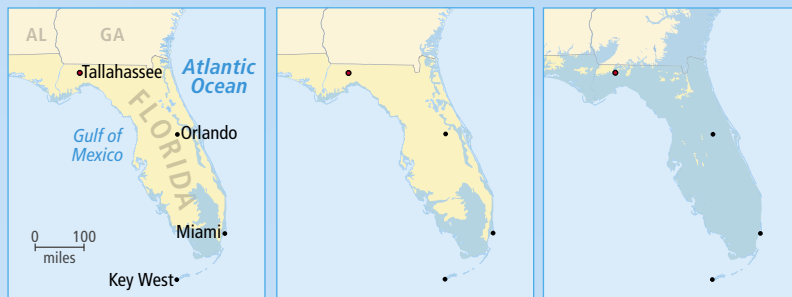 AL
GA
Tallahassee
Atlantic
Ocean
FLORIDA
Gulf of
Mexico
Orlando
Miami
0 100
miles
Key West